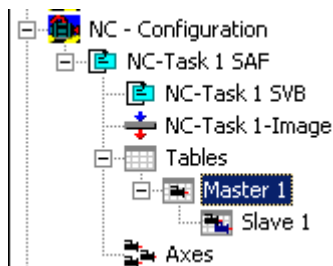 NC - Configuration
NC-Task 1 SAF
NC-Task 1 SVB
NC-Task 1-Image
Tables
Master 1
Slave 1
Axes